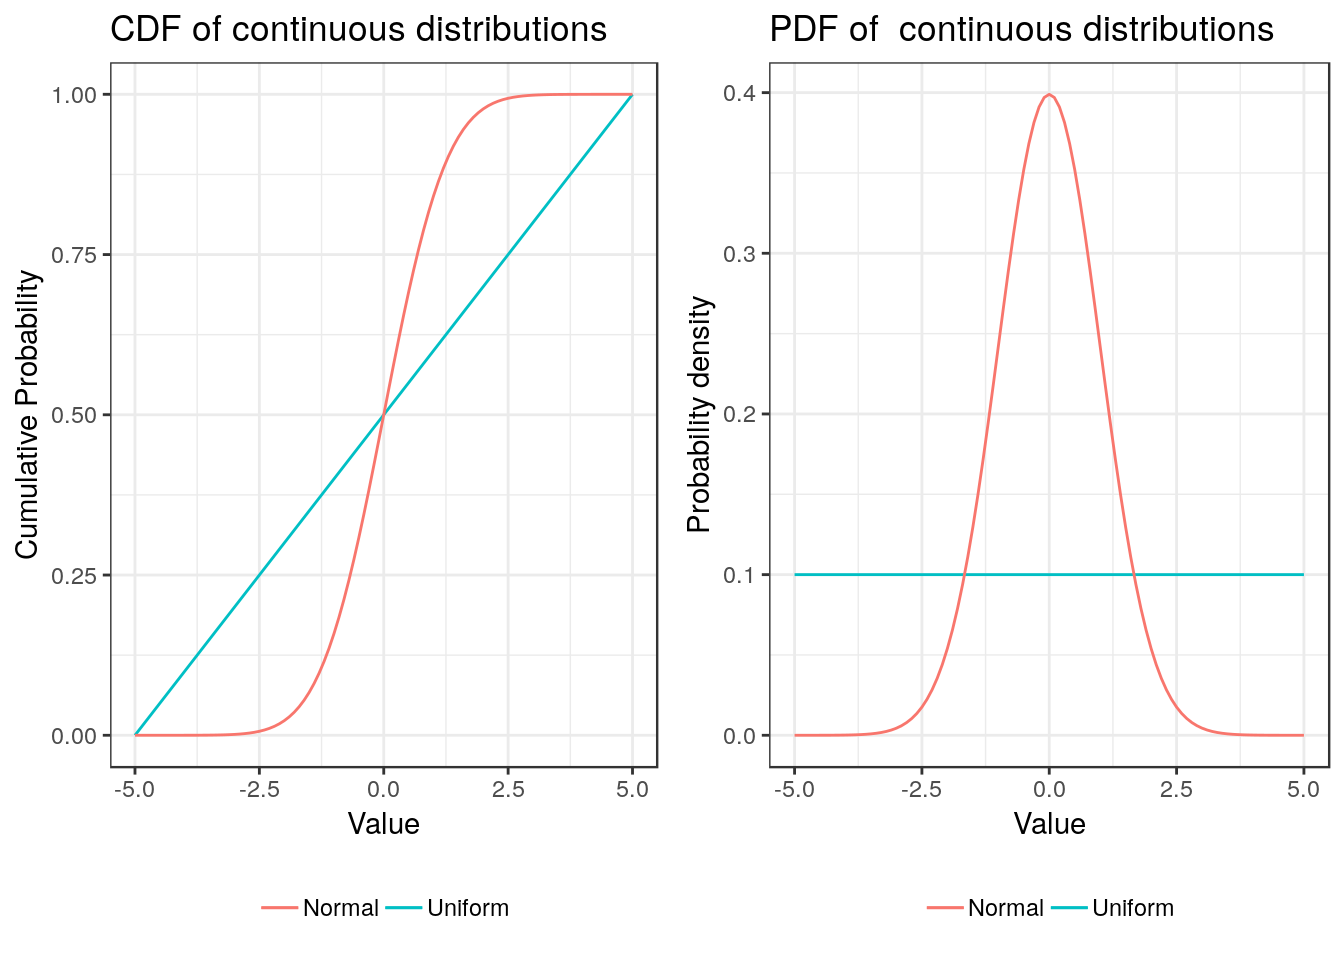 CDF of continuous distributions
1.00
0.75
0.50
0.25
0.00
Cumulative Probability
-5.0 -2.5 0.0 2.5 5.0
Value
Normal Uniform
PDF of  continuous distributions
0.4
0.3
0.2
0.1
0.0
Probability density
-5.0 -2.5 0.0 2.5 5.0
Value
Normal Uniform